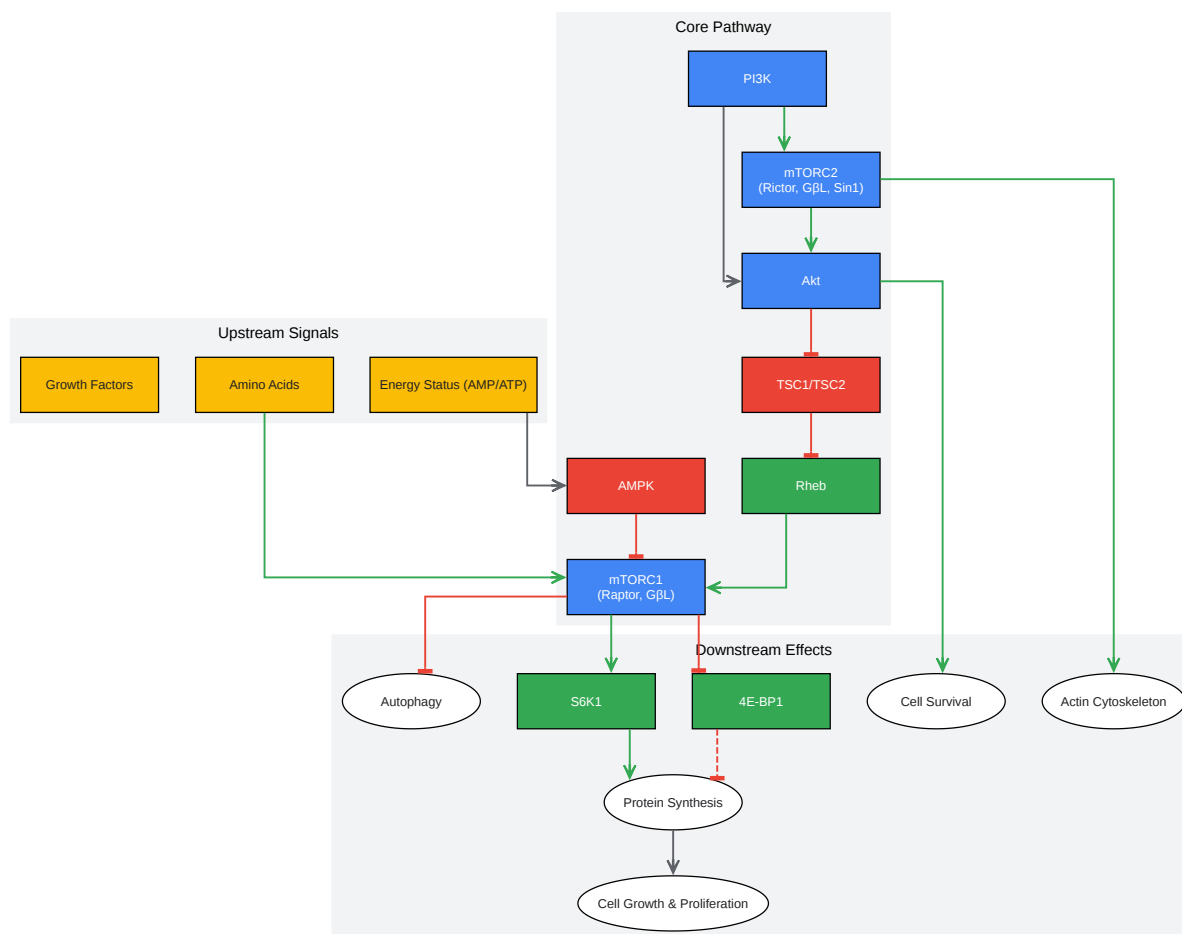 Core Pathway
PI3K
mTORC2
(Rictor, GβL, Sin1)
Akt
Upstream Signals
Growth Factors
Amino Acids
Energy Status (AMP/ATP)
TSC1/TSC2
AMPK
Rheb
mTORC1
(Raptor, GβL)
Downstream Effects
Autophagy
S6K1
4E-BP1
Cell Survival
Actin Cytoskeleton
Protein Synthesis
Cell Growth & Proliferation